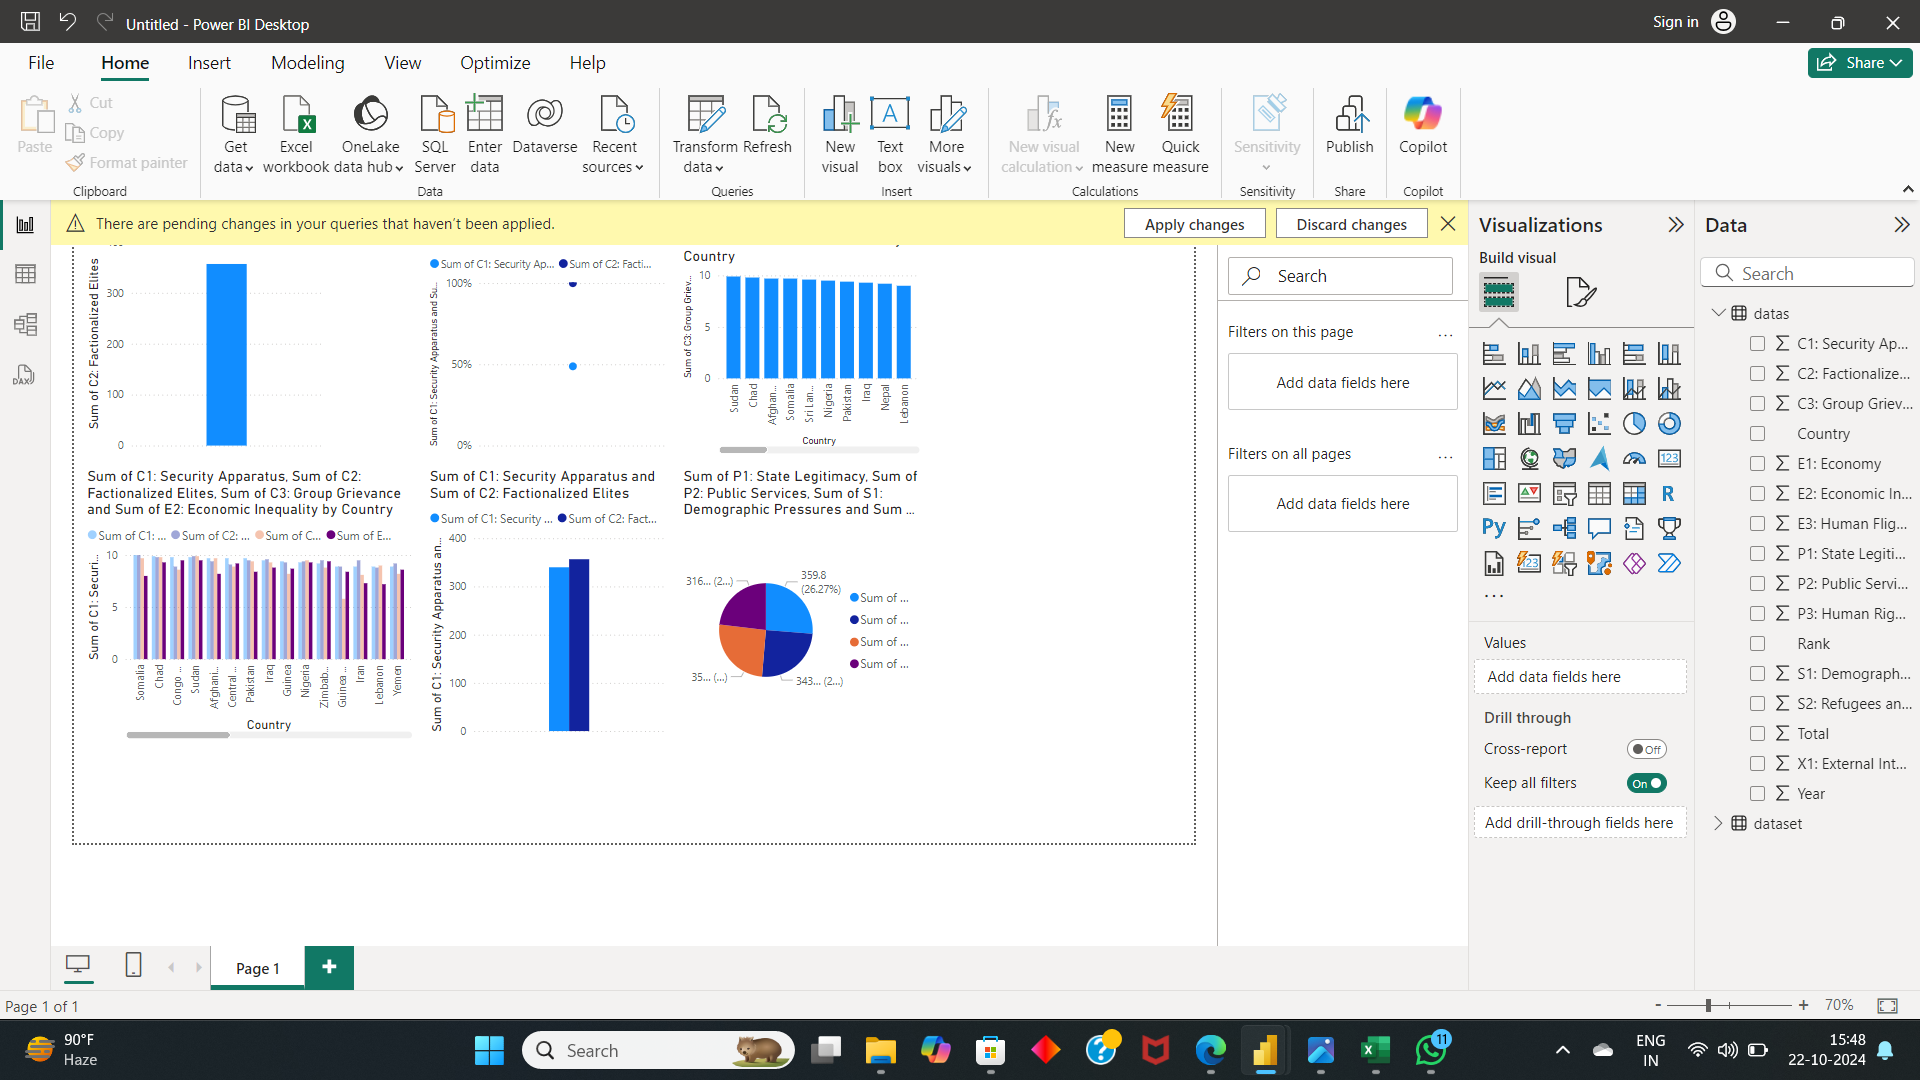 Untitled - Power BI Desktop
Sign in
File Home Insert Modeling View Optimize Help
Share
Paste
Cut
Copy
Format painter
Get data
Excel workbook
OneLake data hub
SQL Server
Enter data
Dataverse
Recent sources
Transform data
Refresh
New visual
Text box
More visuals
New visual calculation
New measure
Quick measure
Sensitivity
Publish
Copilot
Clipboard
Data
Queries
Insert
Calculations
Sensitivity
Share
Copilot
There are pending changes in your queries that haven't been applied.
Apply changes
Discard changes
Sum of C2: Factionalized Elites
300
200
100
0
Sum of C1: Security Ap... Sum of C2: Facti...
Sum of C1: Security Apparatus and Su...
100%
50%
0%
Country
Sum of C3: Group Griev...
10
5
0
Sudan
Chad
Afghan...
Somalia
Sri Lan...
Nigeria
Pakistan
Iraq
Nepal
Lebanon
Country
Sum of C1: Security Apparatus, Sum of C2:
Factionalized Elites, Sum of C3: Group Grievance
and Sum of E2: Economic Inequality by Country
Sum of C1: ... Sum of C2: ... Sum of C... Sum of E...
Sum of C1: Securi...
10
5
0
Somalia
Chad
Congo ...
Sudan
Afghani...
Central ...
Pakistan
Iraq
Guinea
Nigeria
Zimbab...
Guinea ...
Iran
Lebanon
Yemen
Country
Sum of C1: Security Apparatus and
Sum of C2: Factionalized Elites
Sum of C1: Security ... Sum of C2: Fact...
Sum of C1: Security Apparatus an...
400
300
200
100
0
Sum of P1: State Legitimacy, Sum of
P2: Public Services, Sum of S1:
Demographic Pressures and Sum ...
316... (2...)
359.8
(26.27%)
35... (...)
343... (2...)
Sum of ...
Sum of ...
Sum of ...
Sum of ...
Search
Filters on this page
...
Add data fields here
Filters on all pages
...
Add data fields here
Visualizations
Build visual
123
R
Py
...
Values
Add data fields here
Drill through
Cross-report
Off
Keep all filters
On
Add drill-through fields here
Data
Search
datas
C1: Security Ap...
C2: Factionalize...
C3: Group Griev...
Country
E1: Economy
E2: Economic In...
E3: Human Flig...
P1: State Legiti...
P2: Public Servi...
P3: Human Rig...
Rank
S1: Demograph...
S2: Refugees an...
Total
X1: External Int...
Year
dataset
Page 1
Page 1 of 1
- + 70%
90°F
Haze
Search
11
ENG
IN
15:48
22-10-2024